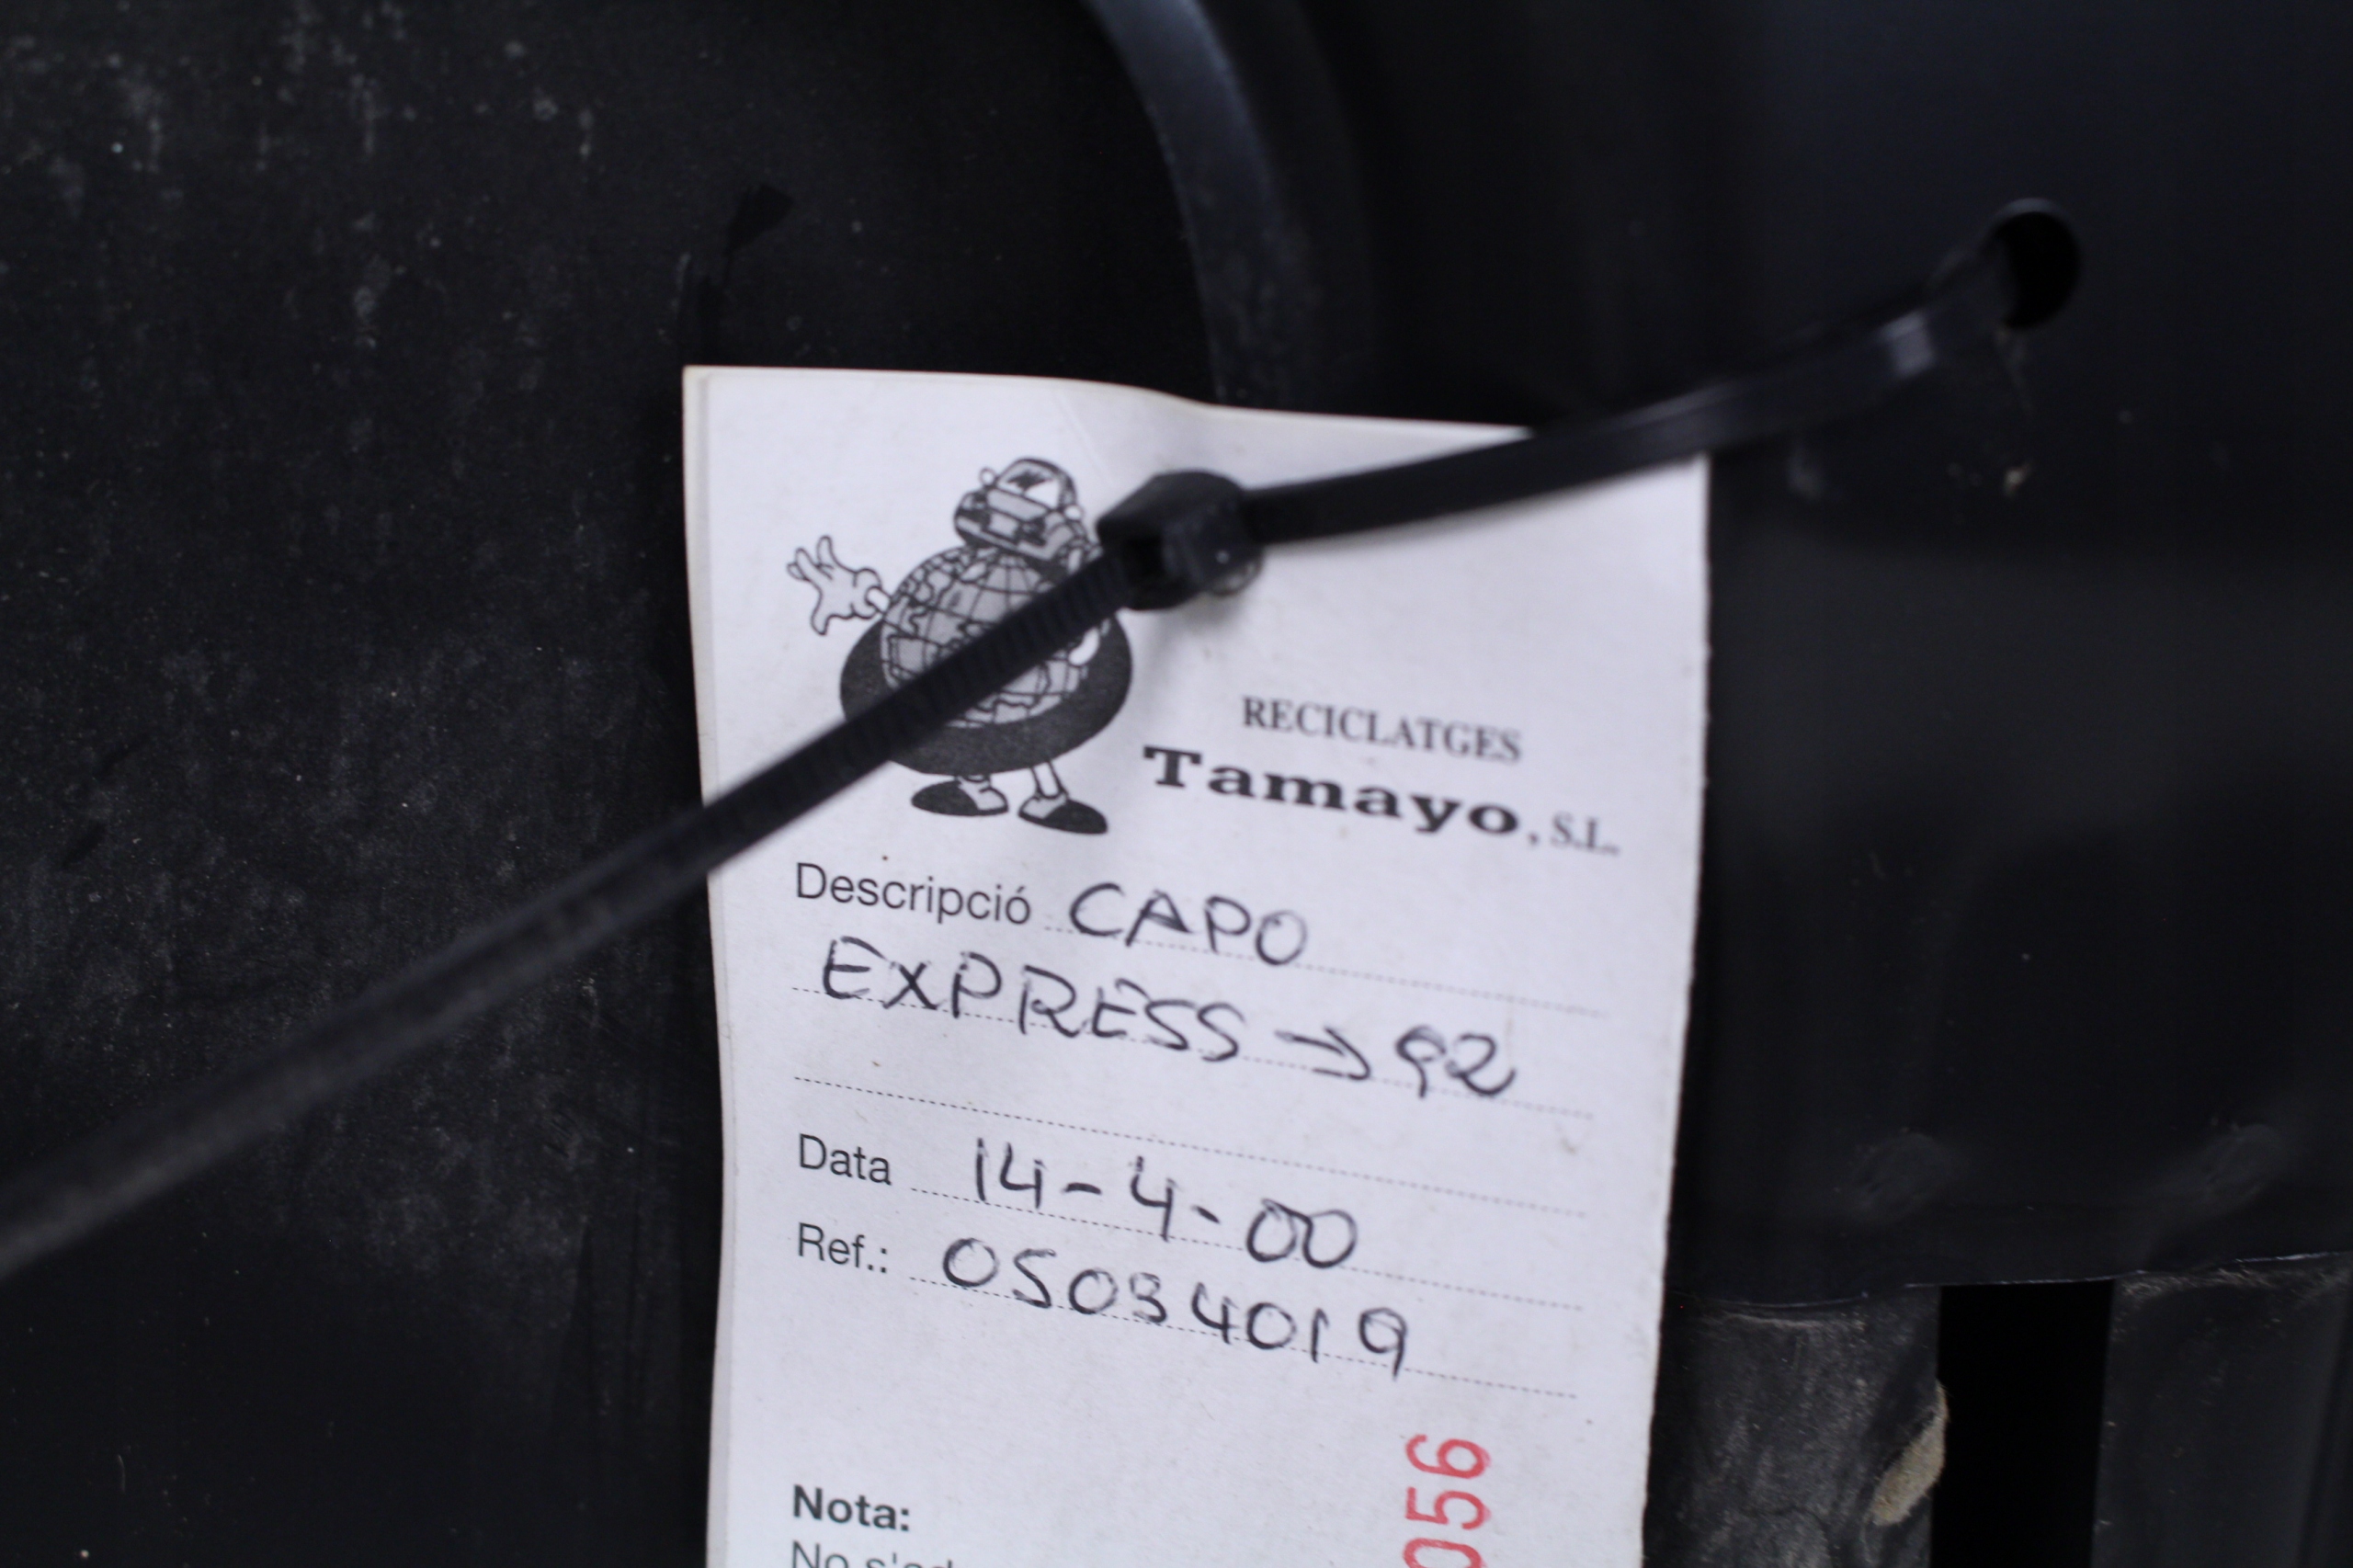 RECICLATGES
Tamayo, S.L.
Descripció CAPO
EXPRESS → 92
Data 14-4-00
Ref.: 05034019
056
Nota: